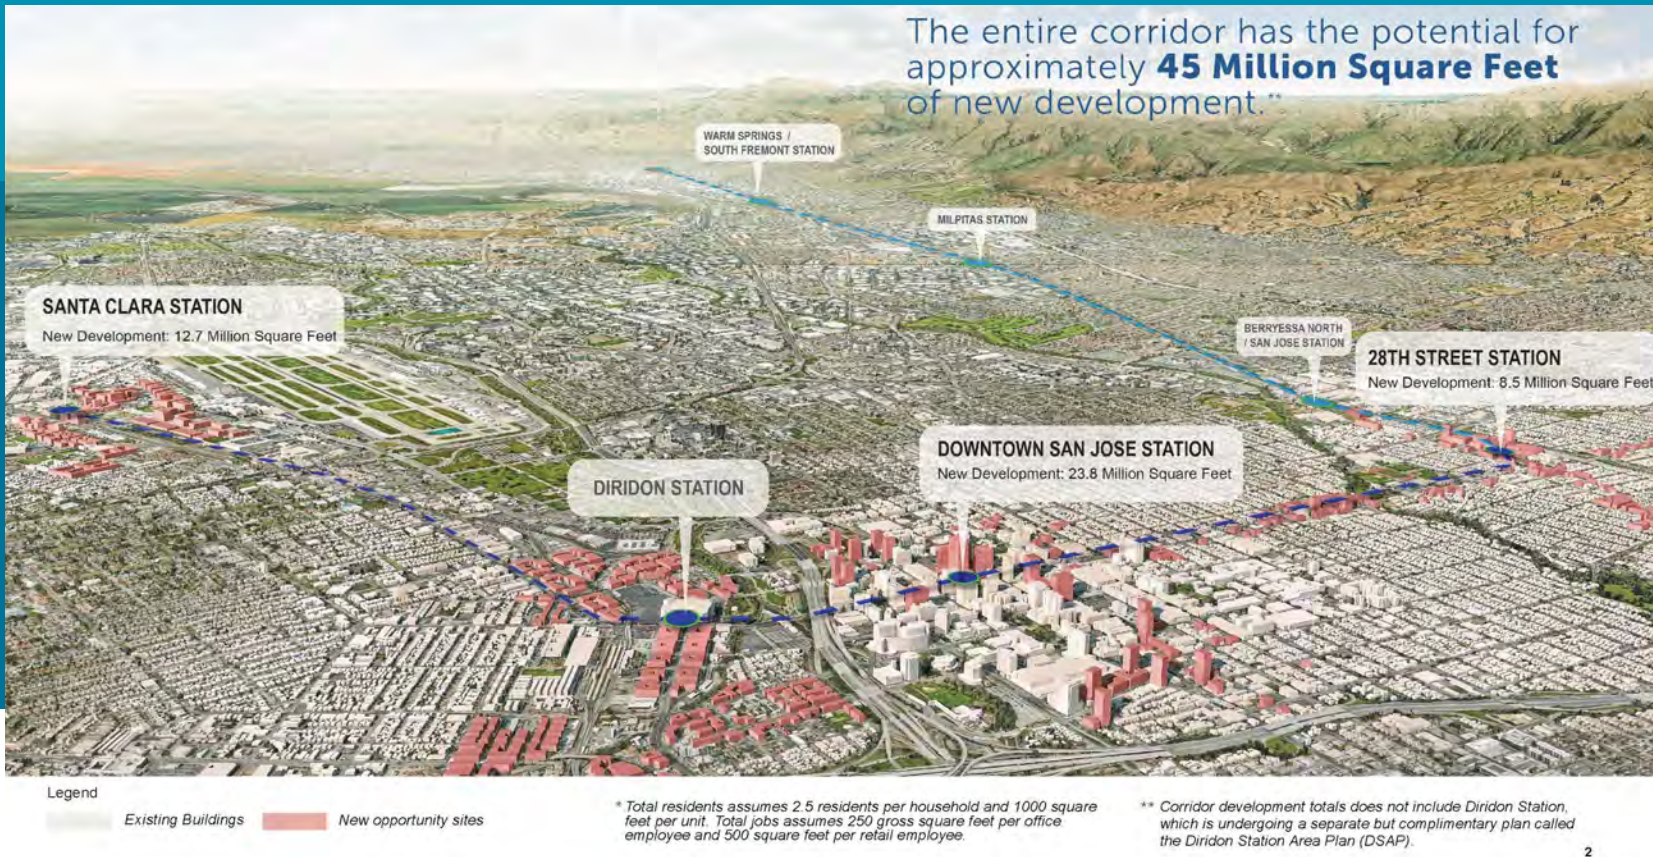 The entire corridor has the potential for
approximately 45 Million Square Feet
of new development.**
WARM SPRINGS /
SOUTH FREMONT STATION
MILPITAS STATION
SANTA CLARA STATION
New Development: 12.7 Million Square Feet
BERRYESSA NORTH
/ SAN JOSE STATION
28TH STREET STATION
New Development: 8.5 Million Square Feet
DOWNTOWN SAN JOSE STATION
New Development: 23.8 Million Square Feet
DIRIDON STATION
Legend
Existing Buildings
New opportunity sites
* Total residents assumes 2.5 residents per household and 1000 square
feet per unit. Total jobs assumes 250 gross square feet per office
employee and 500 square feet per retail employee.
** Corridor development totals does not include Diridon Station,
which is undergoing a separate but complimentary plan called
the Diridon Station Area Plan (DSAP).
2